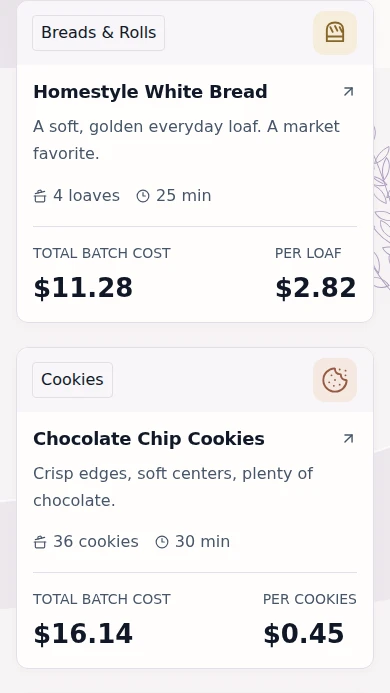 Breads & Rolls
Homestyle White Bread
A soft, golden everyday loaf. A market
favorite.
4 loaves 25 min
TOTAL BATCH COST PER LOAF
$11.28 $2.82
Cookies
Chocolate Chip Cookies
Crisp edges, soft centers, plenty of
chocolate.
36 cookies 30 min
TOTAL BATCH COST PER COOKIES
$16.14 $0.45